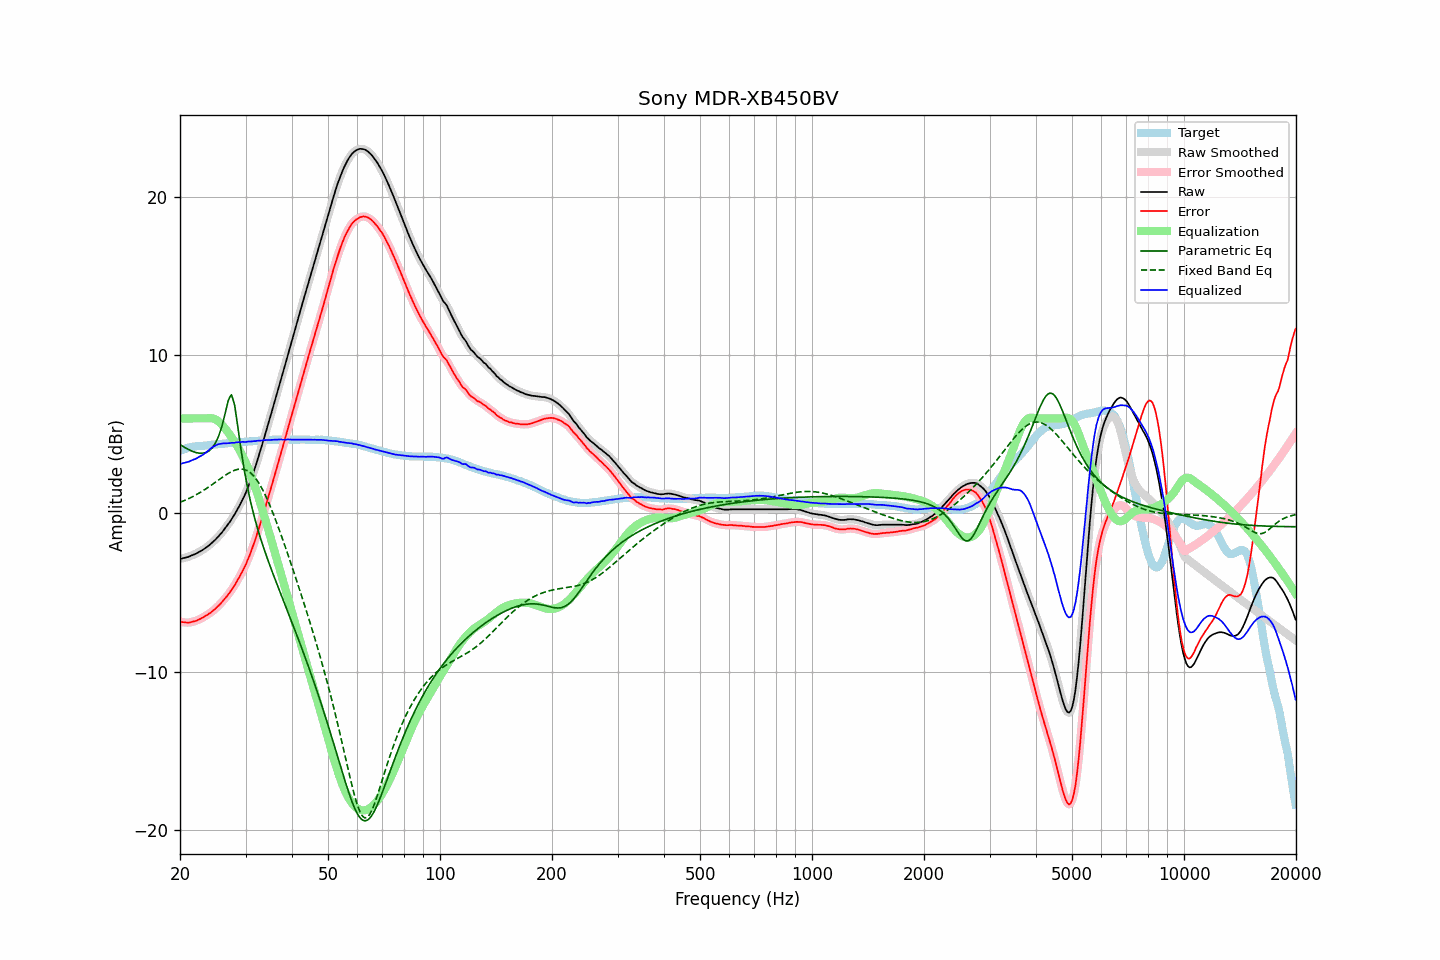 Sony MDR-XB450BV
Amplitude (dBr)
20
10
0
−10
−20
Target
Raw Smoothed
Error Smoothed
Raw
Error
Equalization
Parametric Eq
Fixed Band Eq
Equalized
20 50 100 200 500 1000 2000 5000 10000 20000
Frequency (Hz)